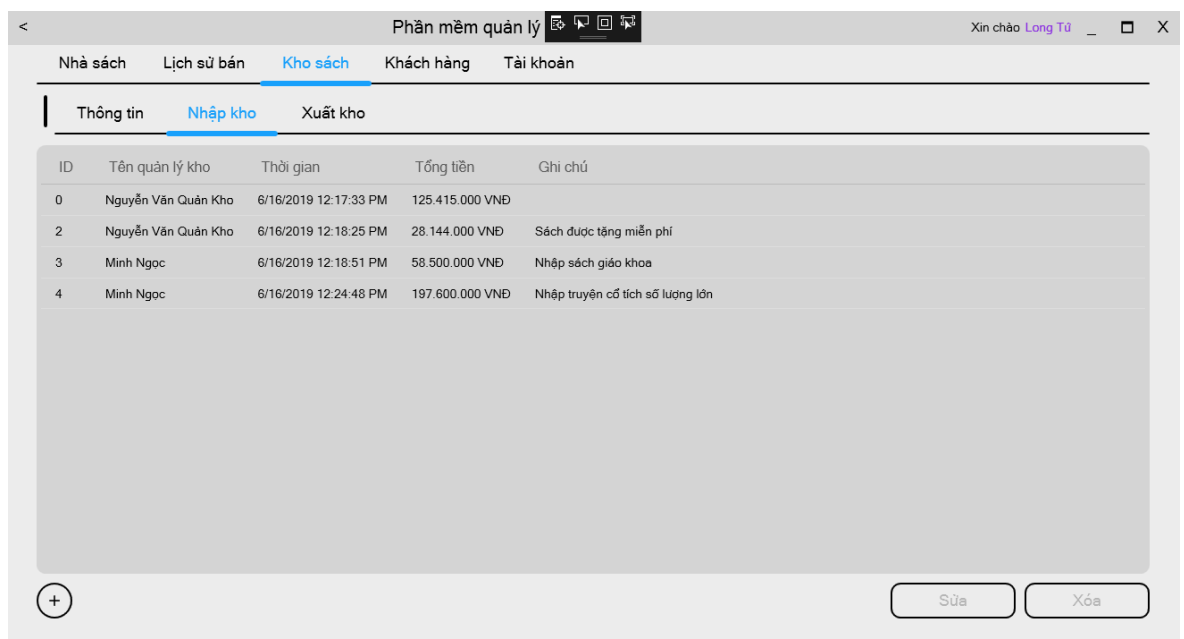 < Phần mềm quản lý Xin chào Long Tứ _ X
Nhà sách Lịch sử bán Kho sách Khách hàng Tài khoản
Thông tin Nhập kho Xuất kho
ID Tên quản lý kho Thời gian Tổng tiền Ghi chú
0 Nguyễn Văn Quản Kho 6/16/2019 12:17:33 PM 125.415.000 VNĐ
2 Nguyễn Văn Quản Kho 6/16/2019 12:18:25 PM 28.144.000 VNĐ Sách được tặng miễn phí
3 Minh Ngọc 6/16/2019 12:18:51 PM 58.500.000 VNĐ Nhập sách giáo khoa
4 Minh Ngọc 6/16/2019 12:24:48 PM 197.600.000 VNĐ Nhập truyện cổ tích số lượng lớn
+ Sửa Xóa